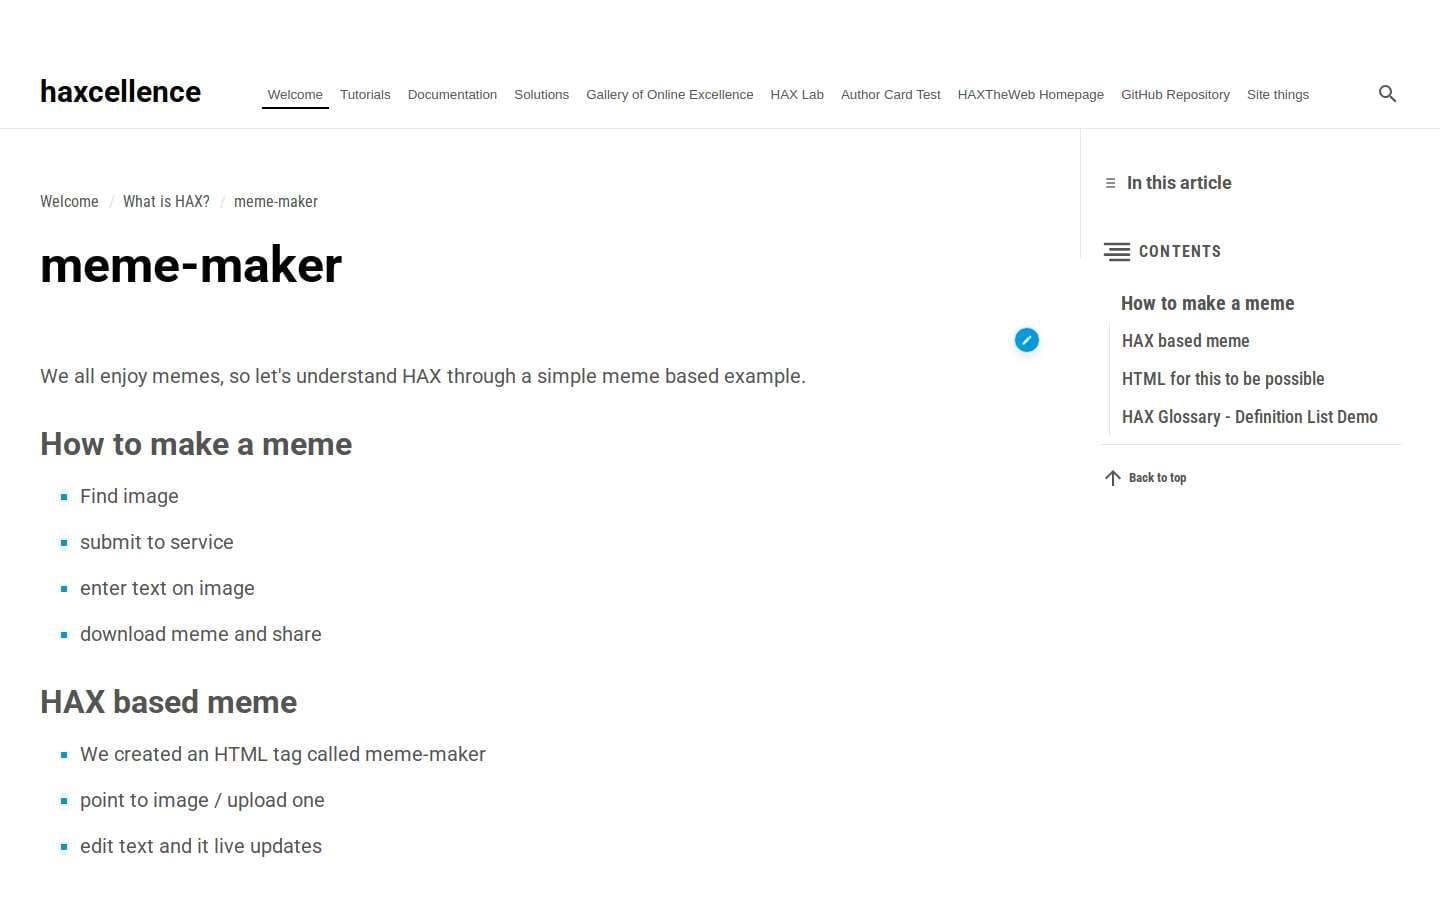 haxcellence
Welcome Tutorials Documentation Solutions Gallery of Online Excellence HAX Lab Author Card Test HAXTheWeb Homepage GitHub Repository Site things
Welcome / What is HAX? / meme-maker
meme-maker
We all enjoy memes, so let's understand HAX through a simple meme based example.
How to make a meme
Find image
submit to service
enter text on image
download meme and share
HAX based meme
We created an HTML tag called meme-maker
point to image / upload one
edit text and it live updates
In this article
CONTENTS
How to make a meme
HAX based meme
HTML for this to be possible
HAX Glossary - Definition List Demo
Back to top